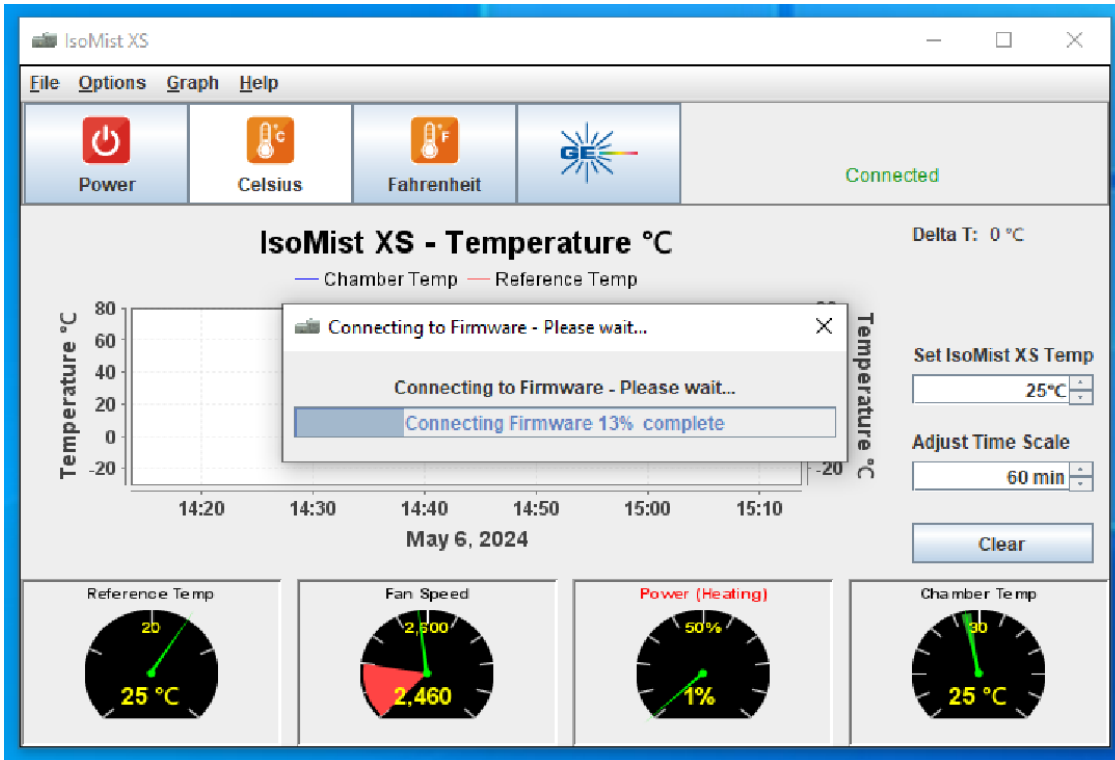 IsoMist XS
File Options Graph Help
Power
°C
Celsius
°F
Fahrenheit
GE
Connected
IsoMist XS - Temperature °C
Chamber Temp Reference Temp
Delta T: 0 °C
Temperature °C
80
60
40
20
0
-20
Connecting to Firmware - Please wait...
Connecting to Firmware - Please wait...
Connecting Firmware 13% complete
-20
Temperature °C
14:20 14:30 14:40 14:50 15:00 15:10
May 6, 2024
Set IsoMist XS Temp
25°C
Adjust Time Scale
60 min
Clear
Reference Temp
20
25 °C
Fan Speed
2,500
2,460
Power (Heating)
50%
1%
Chamber Temp
30
25 °C